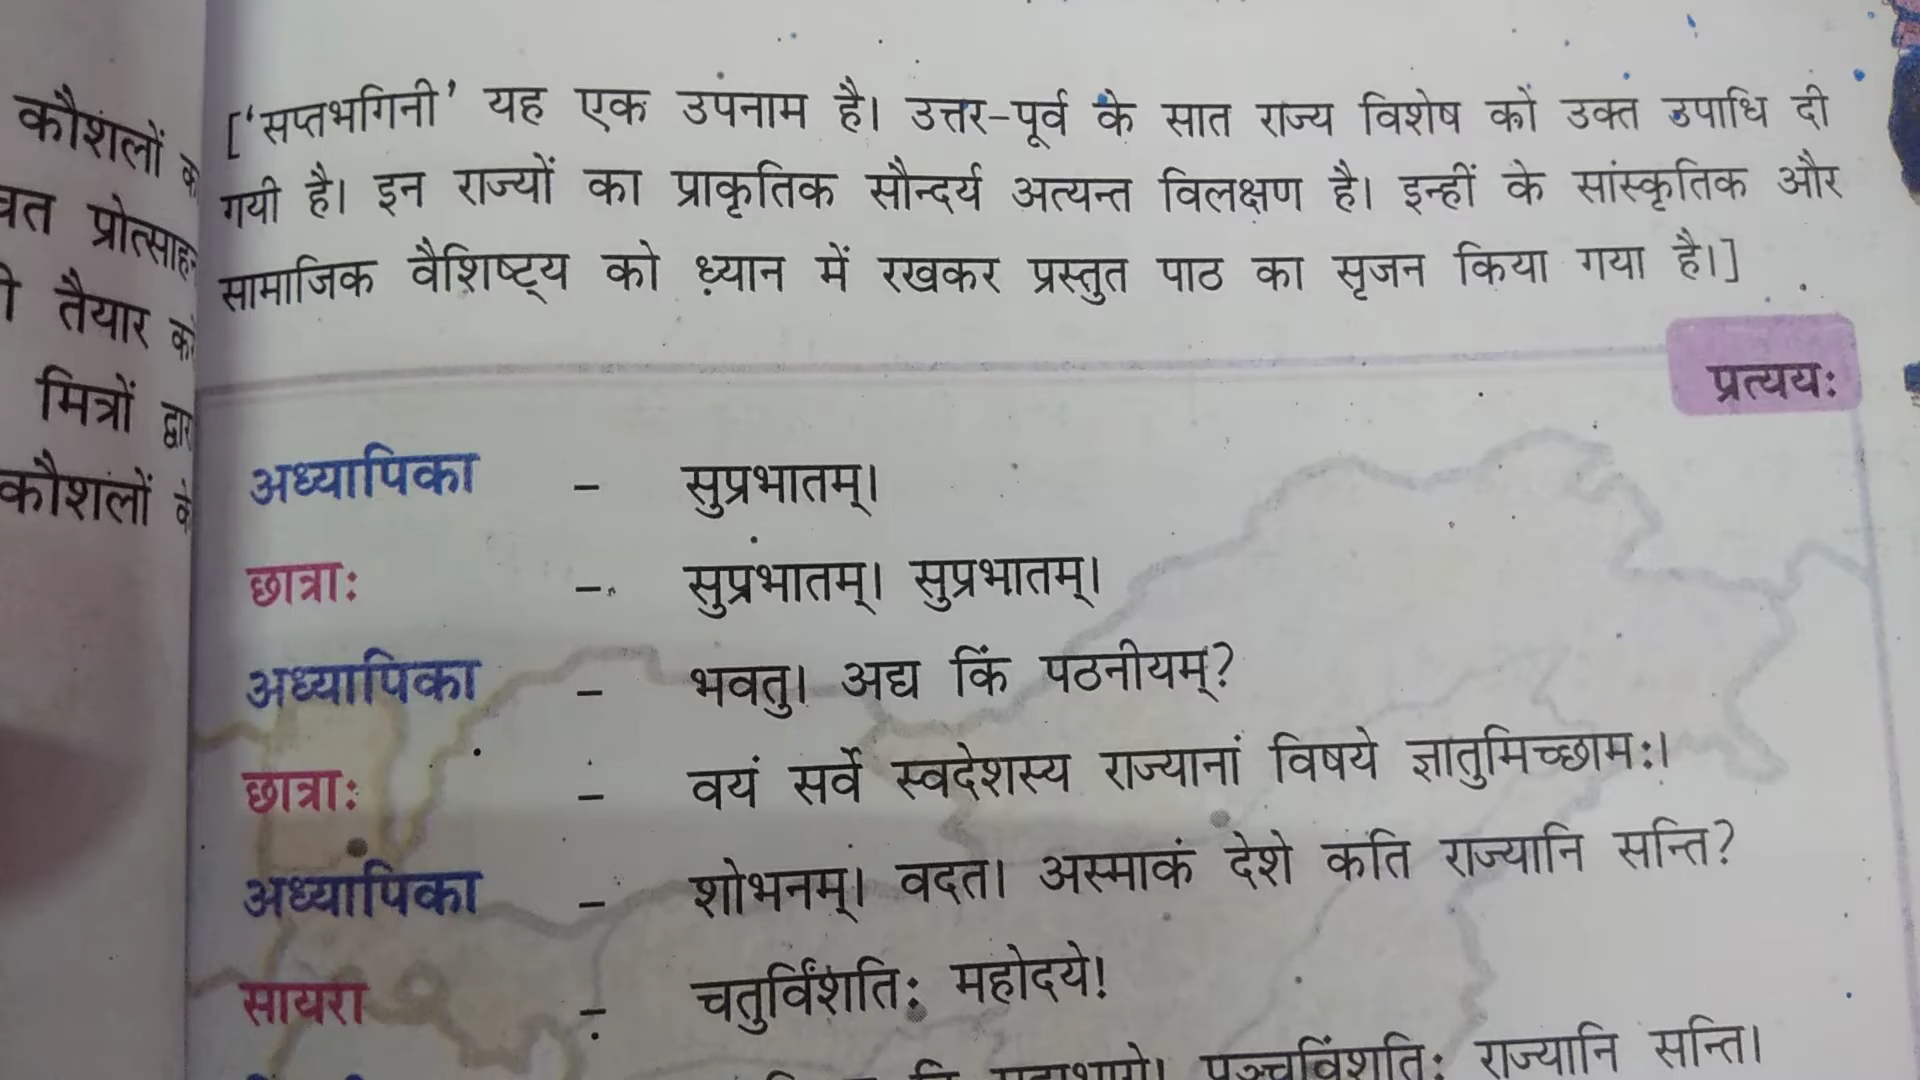 कौशलों
प्रोत्साहन
तैयार
मित्रों
कौशलों के
['सप्तभगिनी' यह एक उपनाम है। उत्तर-पूर्व के सात राज्य विशेष को उक्त उपाधि दी
गयी है। इन राज्यों का प्राकृतिक सौन्दर्य अत्यन्त विलक्षण है। इन्हीं के सांस्कृतिक और
सामाजिक वैशिष्ट्य को ध्यान में रखकर प्रस्तुत पाठ का सृजन किया गया है।]
प्रत्ययः
अध्यापिका – सुप्रभातम्।
छात्राः – सुप्रभातम्। सुप्रभातम्।
अध्यापिका – भवतु। अद्य किं पठनीयम्?
छात्राः – वयं सर्वे स्वदेशस्य राज्यानां विषये ज्ञातुमिच्छामः।
अध्यापिका – शोभनम्। वदत। अस्माकं देशे कति राज्यानि सन्ति?
सायरा – चतुर्विंशतिः महोदये!
पञ्चविंशतिः राज्यानि सन्ति।